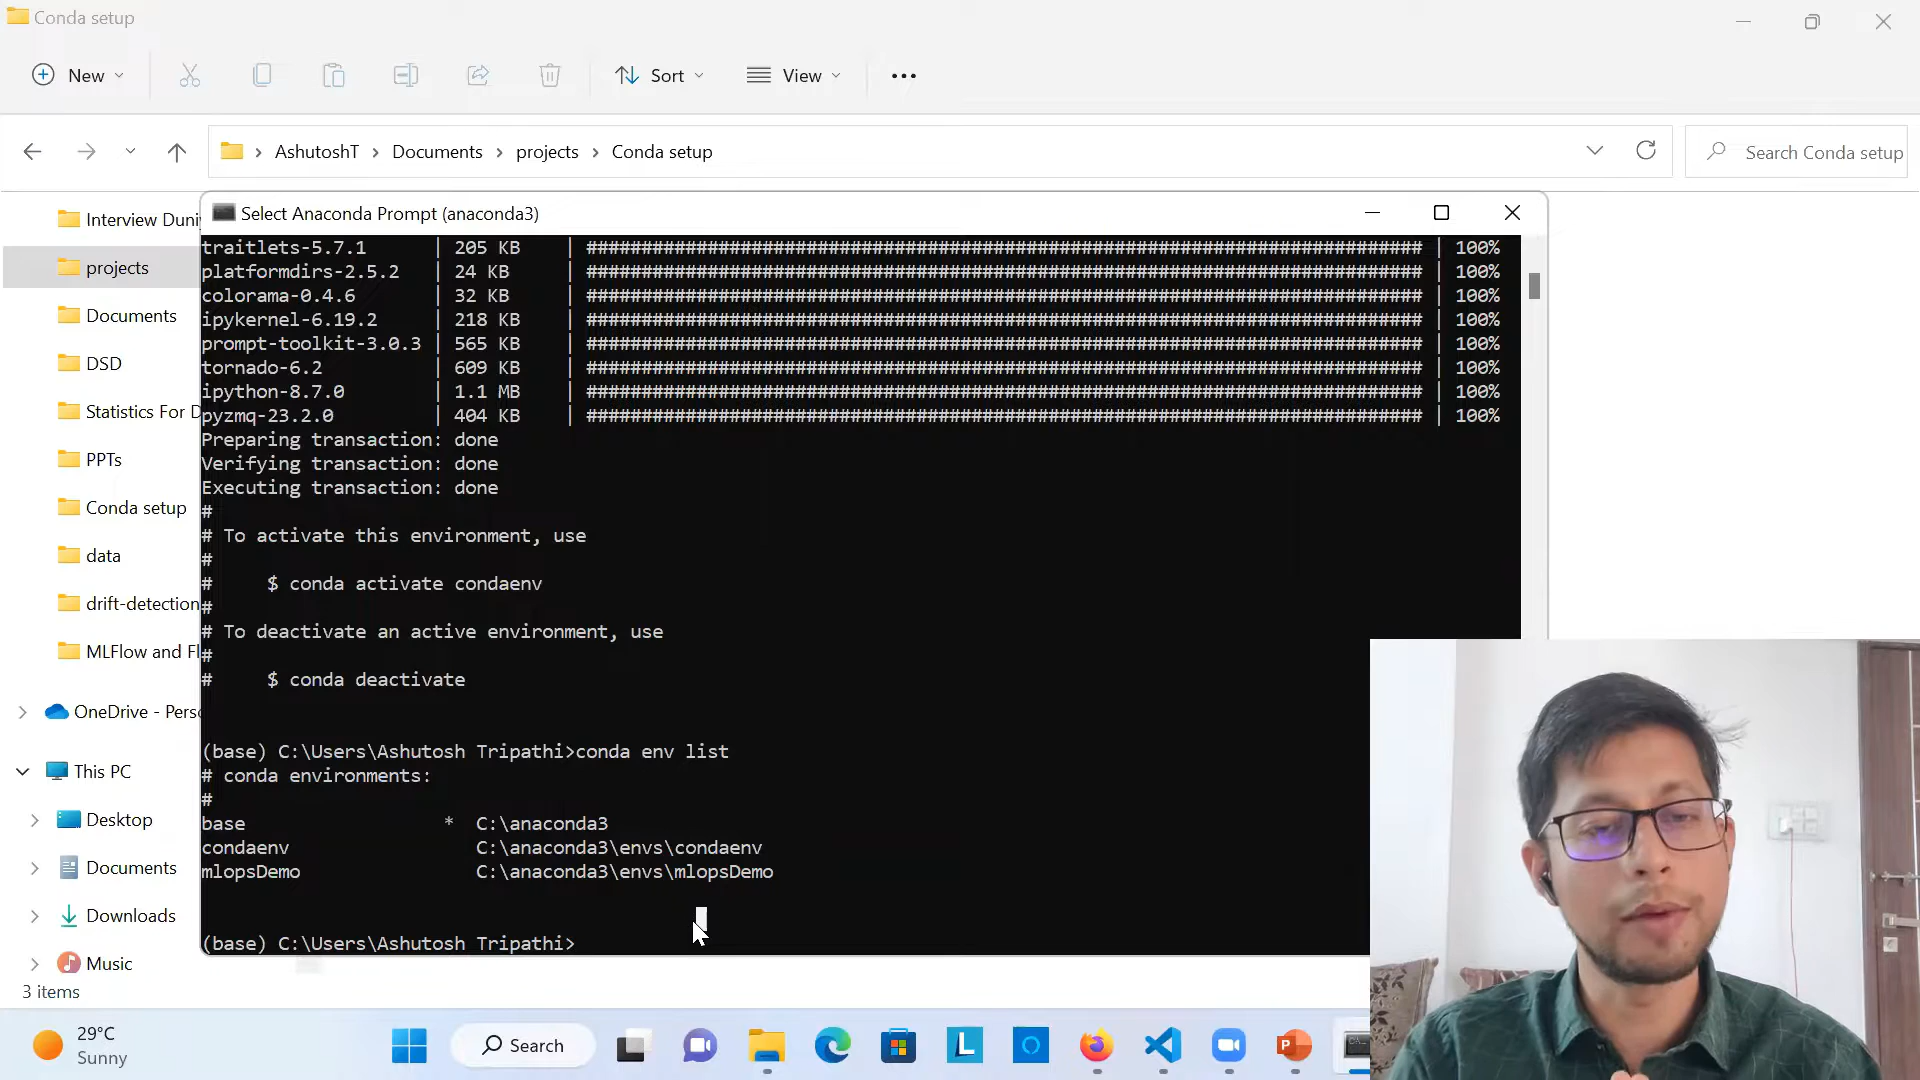 Conda setup
New
Sort
View
AshutoshT > Documents > projects > Conda setup
Search Conda setup
Interview Duni
projects
Documents
DSD
Statistics For D
PPTs
Conda setup
data
drift-detection
MLFlow and Fl
OneDrive - Pers
This PC
Desktop
Documents
Downloads
Music
3 items
Select Anaconda Prompt (anaconda3)
traitlets-5.7.1 | 205 KB | ############################################################################ | 100%
platformdirs-2.5.2 | 24 KB | ############################################################################ | 100%
colorama-0.4.6 | 32 KB | ############################################################################ | 100%
ipykernel-6.19.2 | 218 KB | ############################################################################ | 100%
prompt-toolkit-3.0.3 | 565 KB | ############################################################################ | 100%
tornado-6.2 | 609 KB | ############################################################################ | 100%
ipython-8.7.0 | 1.1 MB | ############################################################################ | 100%
pyzmq-23.2.0 | 404 KB | ############################################################################ | 100%
Preparing transaction: done
Verifying transaction: done
Executing transaction: done
#
# To activate this environment, use
#
# $ conda activate condaenv
#
# To deactivate an active environment, use
#
# $ conda deactivate
(base) C:\Users\Ashutosh Tripathi>conda env list
# conda environments:
#
base * C:\anaconda3
condaenv C:\anaconda3\envs\condaenv
mlopsDemo C:\anaconda3\envs\mlopsDemo
(base) C:\Users\Ashutosh Tripathi>
29°C
Sunny
Search